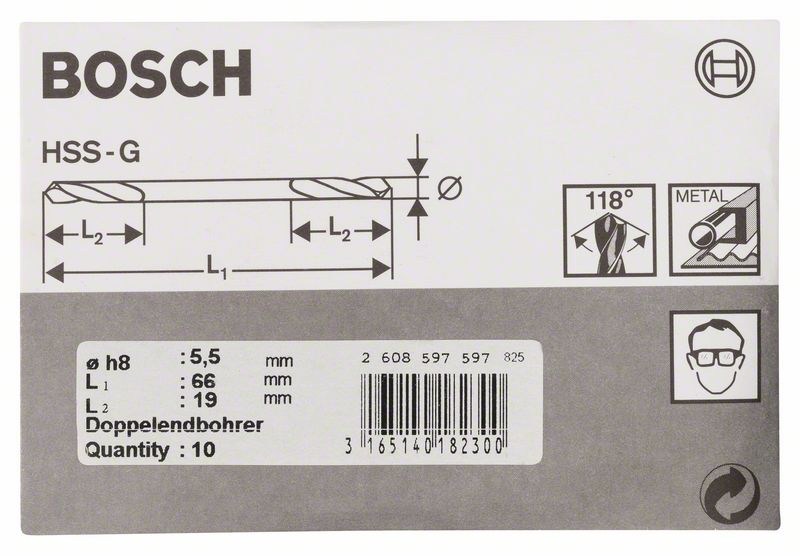 BOSCH
HSS-G
Ø
L2
L2
L1
118°
METAL
ø h8 : 5,5 mm
L1 : 66 mm
L2 : 19 mm
Doppelendbohrer
Quantity : 10
2 608 597 597 825
3 165140 182300